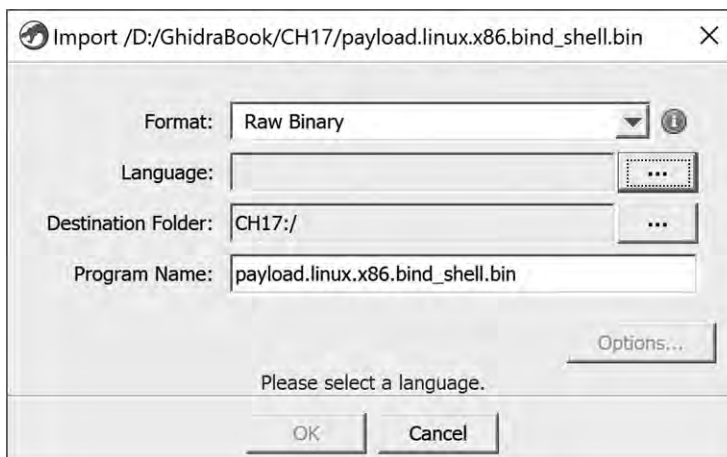 Import /D:/GhidraBook/CH17/payload.linux.x86.bind_shell.bin
Format: Raw Binary
Language: ...
Destination Folder: CH17:/ ...
Program Name: payload.linux.x86.bind_shell.bin
Options...
Please select a language.
OK Cancel